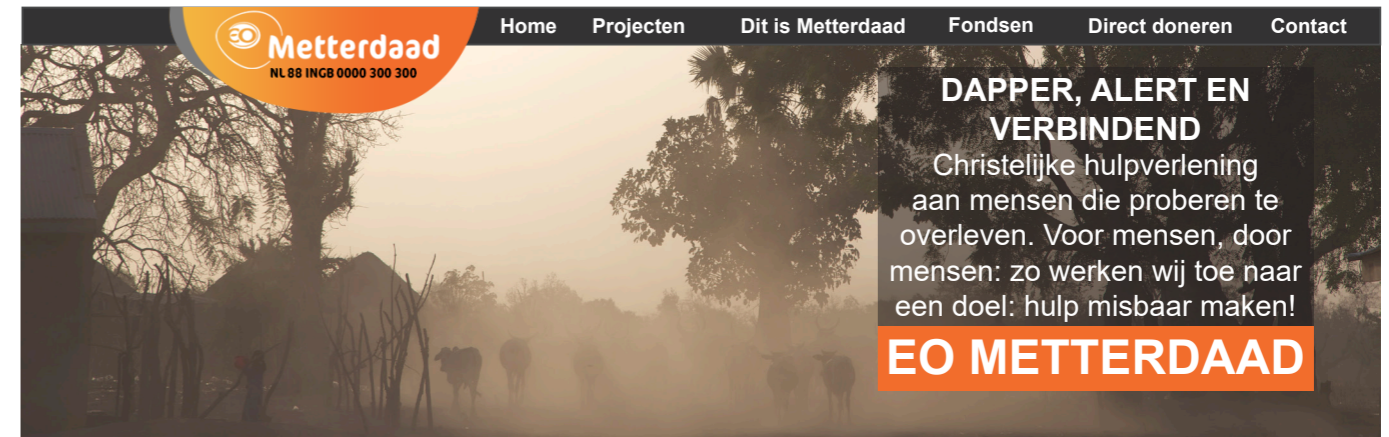 Home Projecten Dit is Metterdaad Fondsen Direct doneren Contact
EO Metterdaad
NL 88 INGB 0000 300 300
DAPPER, ALERT EN
VERBINDEND
Christelijke hulpverlening
aan mensen die proberen te
overleven. Voor mensen, door
mensen: zo werken wij toe naar
een doel: hulp misbaar maken!
EO METTERDAAD